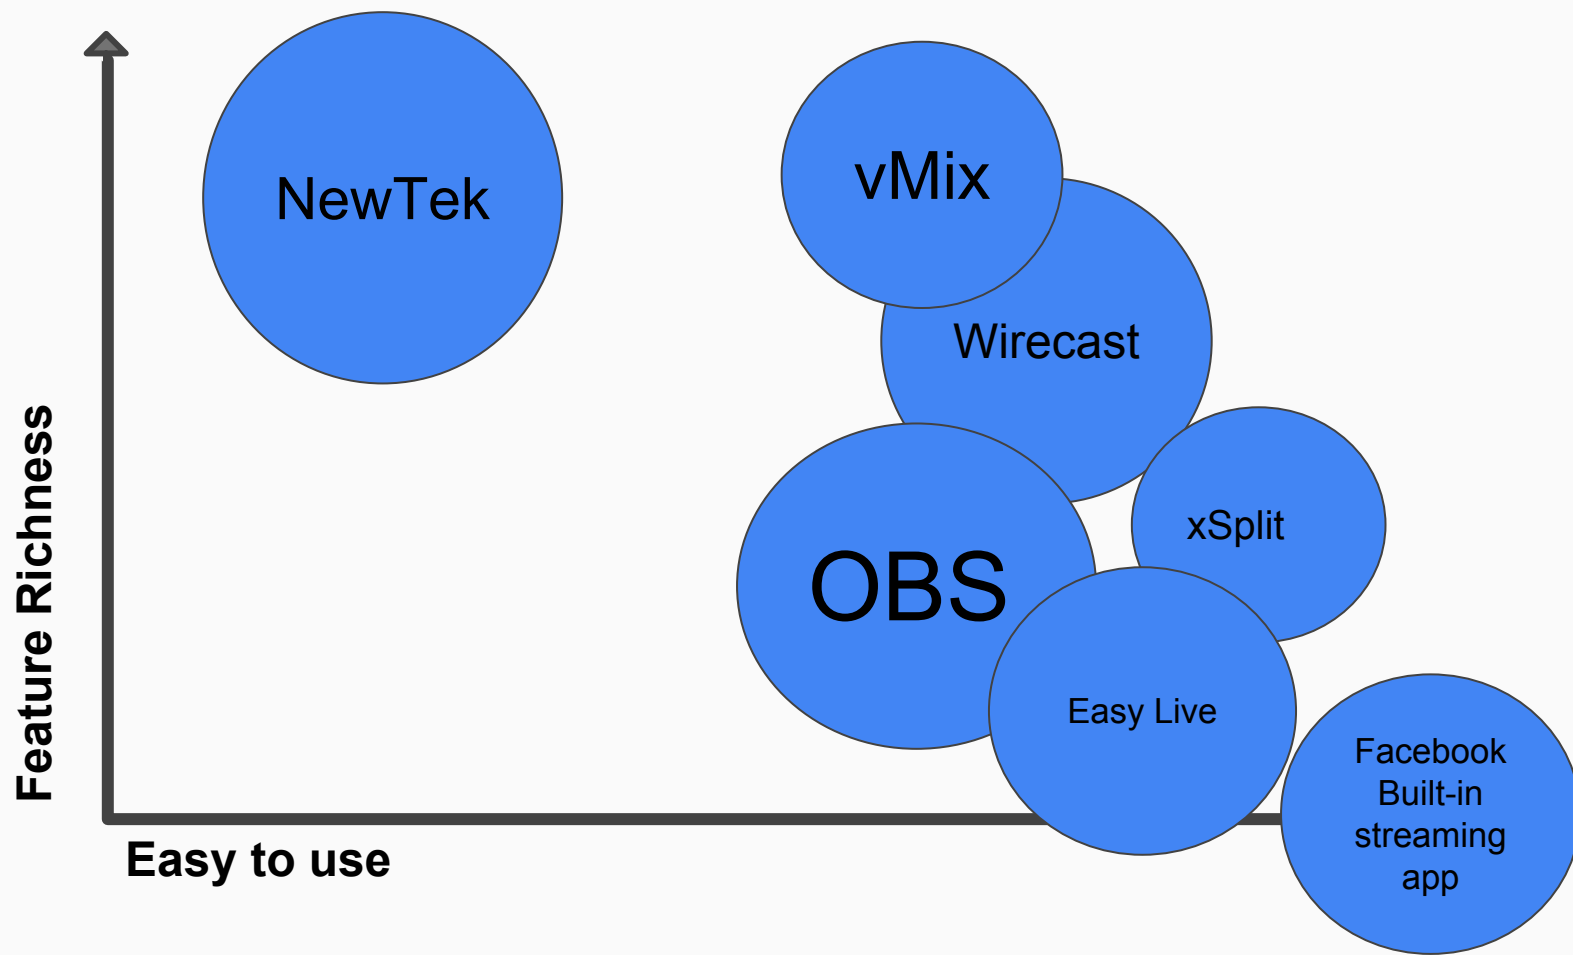 NewTek
vMix
Wirecast
xSplit
OBS
Easy Live
Facebook
Built-in
streaming
app
Feature Richness
Easy to use